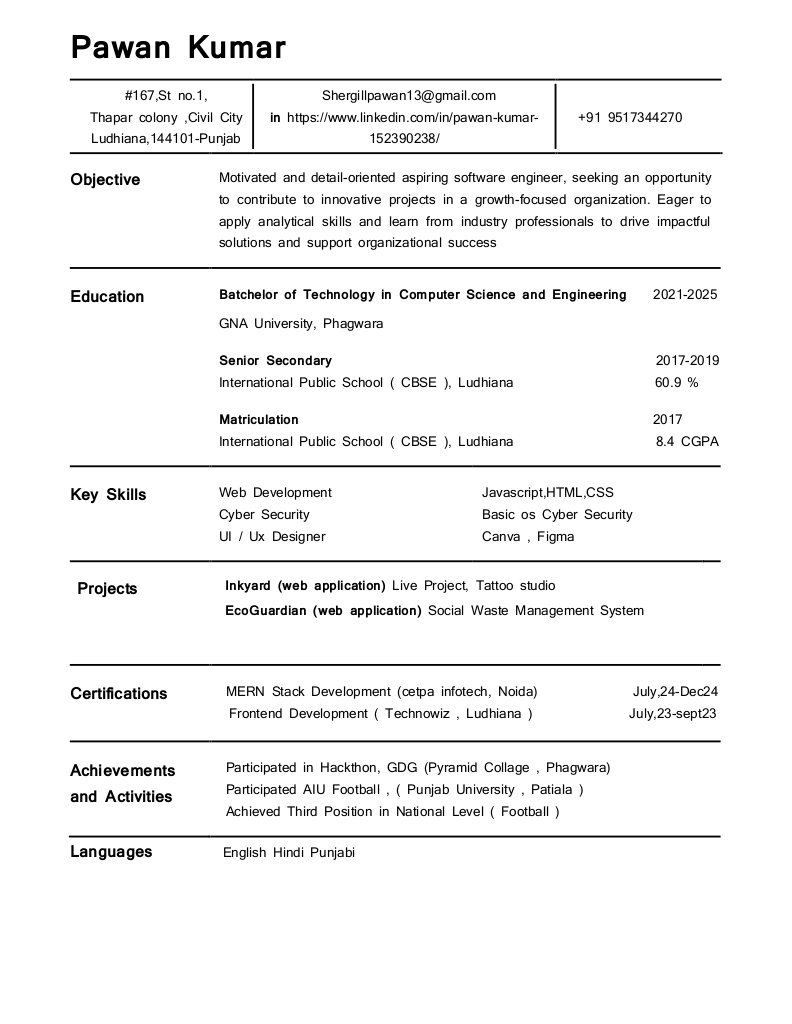 Pawan Kumar
#167,St no.1,
Thapar colony ,Civil City
Ludhiana,144101-Punjab
Shergillpawan13@gmail.com
in https://www.linkedin.com/in/pawan-kumar-
152390238/
+91 9517344270
Objective
Motivated and detail-oriented aspiring software engineer, seeking an opportunity
to contribute to innovative projects in a growth-focused organization. Eager to
apply analytical skills and learn from industry professionals to drive impactful
solutions and support organizational success
Education
Batchelor of Technology in Computer Science and Engineering 2021-2025
GNA University, Phagwara
Senior Secondary 2017-2019
International Public School ( CBSE ), Ludhiana 60.9 %
Matriculation 2017
International Public School ( CBSE ), Ludhiana 8.4 CGPA
Key Skills
Web Development Javascript,HTML,CSS
Cyber Security Basic os Cyber Security
UI / Ux Designer Canva , Figma
Projects
Inkyard (web application) Live Project, Tattoo studio
EcoGuardian (web application) Social Waste Management System
Certifications
MERN Stack Development (cetpa infotech, Noida) July,24-Dec24
Frontend Development ( Technowiz , Ludhiana ) July,23-sept23
Achievements
and Activities
Participated in Hackthon, GDG (Pyramid Collage , Phagwara)
Participated AIU Football , ( Punjab University , Patiala )
Achieved Third Position in National Level ( Football )
Languages
English Hindi Punjabi